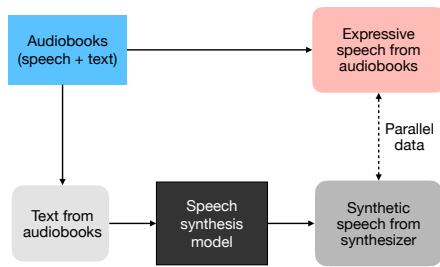 Audiobooks
(speech + text)
Expressive
speech from
audiobooks
Parallel
data
Text from
audiobooks
Speech
synthesis
model
Synthetic
speech from
synthesizer